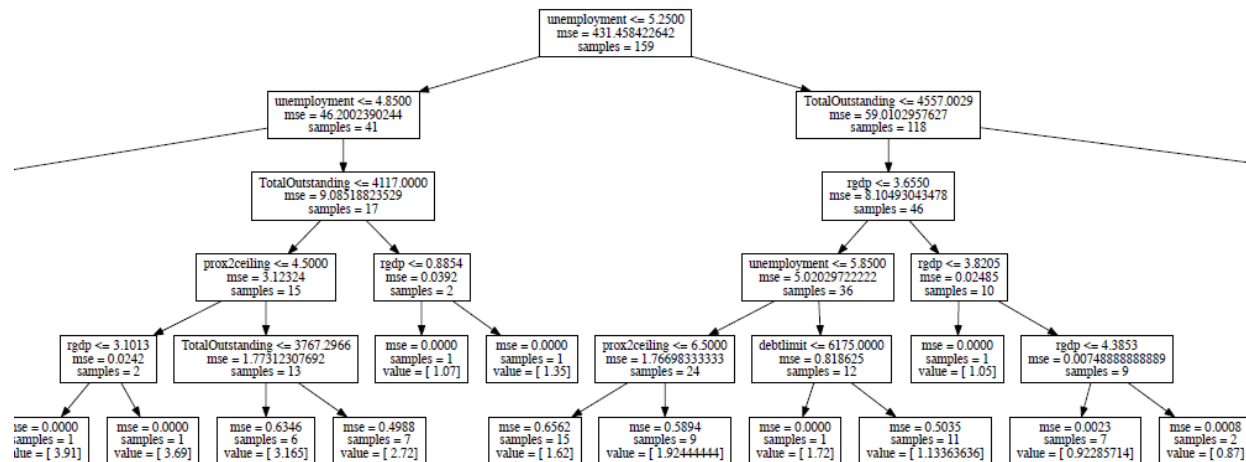 unemployment <= 5.2500
mse = 431.458422642
samples = 159
unemployment <= 4.8500
mse = 46.2002390244
samples = 41
TotalOutstanding <= 4557.0029
mse = 59.0102957627
samples = 118
TotalOutstanding <= 4117.0000
mse = 9.08518823529
samples = 17
rgdp <= 3.6550
mse = 8.10493043478
samples = 46
prox2ceiling <= 4.5000
mse = 3.12324
samples = 15
rgdp <= 0.8854
mse = 0.0392
samples = 2
unemployment <= 5.8500
mse = 5.02029722222
samples = 36
rgdp <= 3.8205
mse = 0.02485
samples = 10
rgdp <= 3.1013
mse = 0.0242
samples = 2
TotalOutstanding <= 3767.2966
mse = 1.77312307692
samples = 13
mse = 0.0000
samples = 1
value = [ 1.07]
mse = 0.0000
samples = 1
value = [ 1.35]
prox2ceiling <= 6.5000
mse = 1.76698333333
samples = 24
debtlimit <= 6175.0000
mse = 0.818625
samples = 12
mse = 0.0000
samples = 1
value = [ 1.05]
rgdp <= 4.3853
mse = 0.00748888888889
samples = 9
mse = 0.0000
samples = 1
value = [ 3.91]
mse = 0.0000
samples = 1
value = [ 3.69]
mse = 0.6346
samples = 6
value = [ 3.165]
mse = 0.4988
samples = 7
value = [ 2.72]
mse = 0.6562
samples = 15
value = [ 1.62]
mse = 0.5894
samples = 9
value = [ 1.92444444]
mse = 0.0000
samples = 1
value = [ 1.72]
mse = 0.5035
samples = 11
value = [ 1.13363636]
mse = 0.0023
samples = 7
value = [ 0.92285714]
mse = 0.0008
samples = 2
value = [ 0.87]